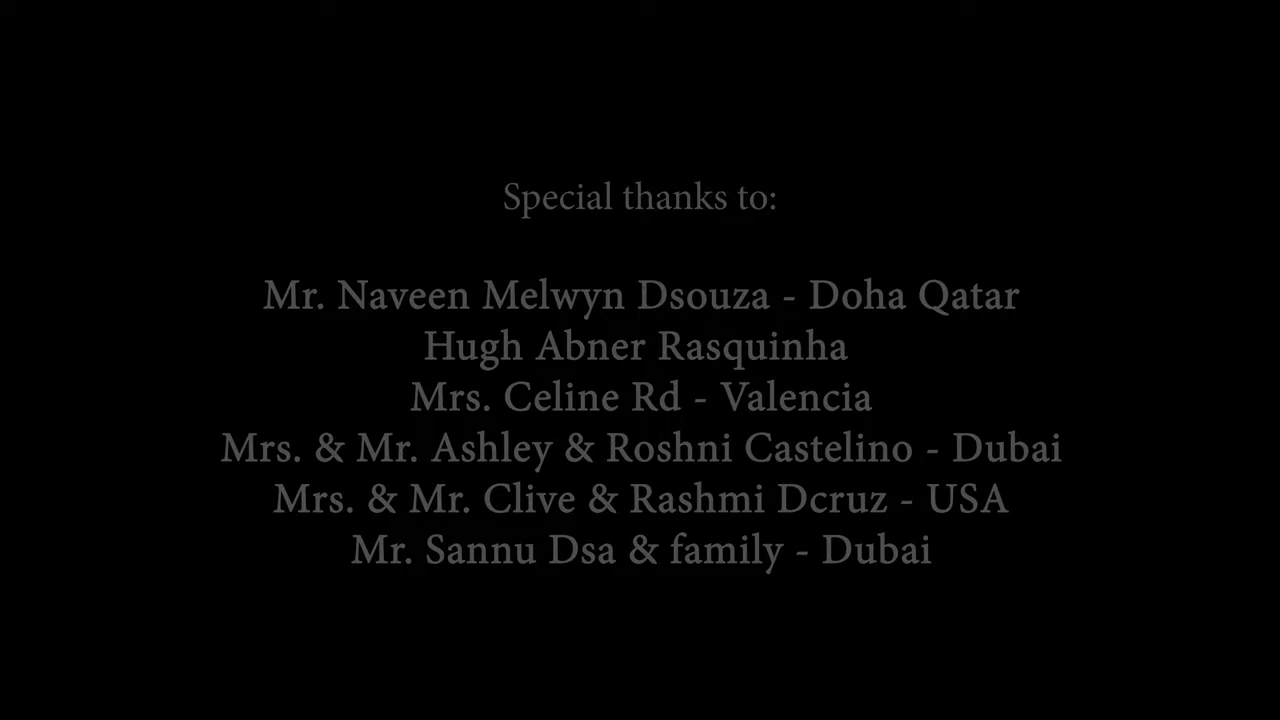 Special thanks to:
Mr. Naveen Melwyn Dsouza - Doha Qatar
Hugh Abner Rasquinha
Mrs. Celine Rd - Valencia
Mrs. & Mr. Ashley & Roshni Castelino - Dubai
Mrs. & Mr. Clive & Rashmi Dcruz - USA
Mr. Sannu Dsa & family - Dubai